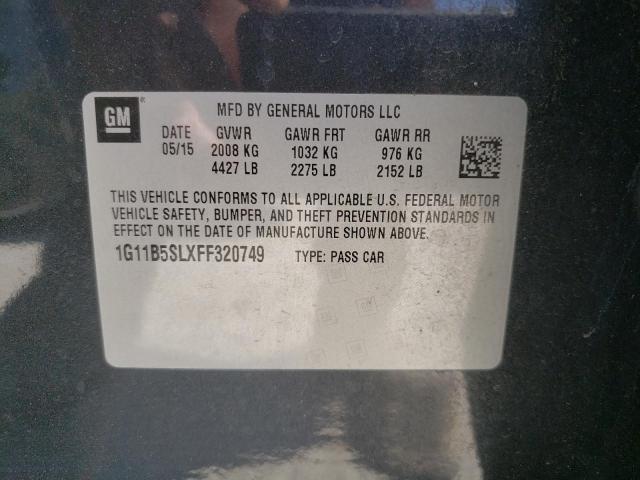 GM
MFD BY GENERAL MOTORS LLC
DATE GVWR GAWR FRT GAWR RR
05/15 2008 KG 1032 KG 976 KG
4427 LB 2275 LB 2152 LB
THIS VEHICLE CONFORMS TO ALL APPLICABLE U.S. FEDERAL MOTOR
VEHICLE SAFETY, BUMPER, AND THEFT PREVENTION STANDARDS IN
EFFECT ON THE DATE OF MANUFACTURE SHOWN ABOVE.
1G11B5SLXFF320749 TYPE: PASS CAR